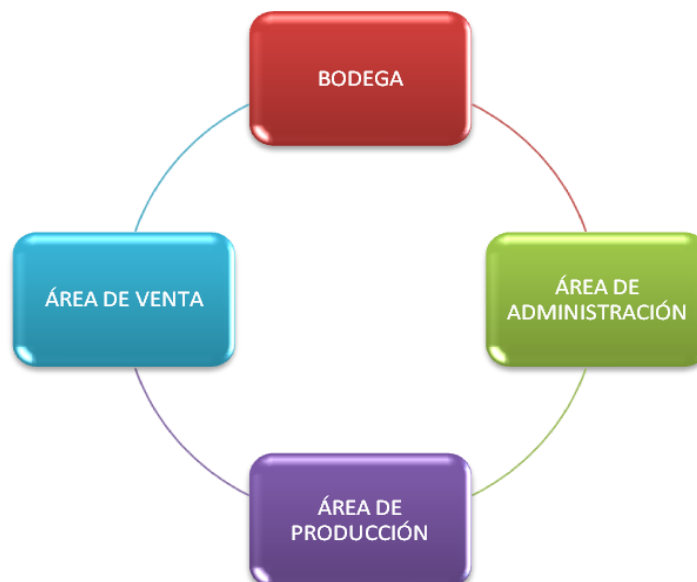 BODEGA
ÁREA DE VENTA
ÁREA DE
ADMINISTRACIÓN
ÁREA DE
PRODUCCIÓN